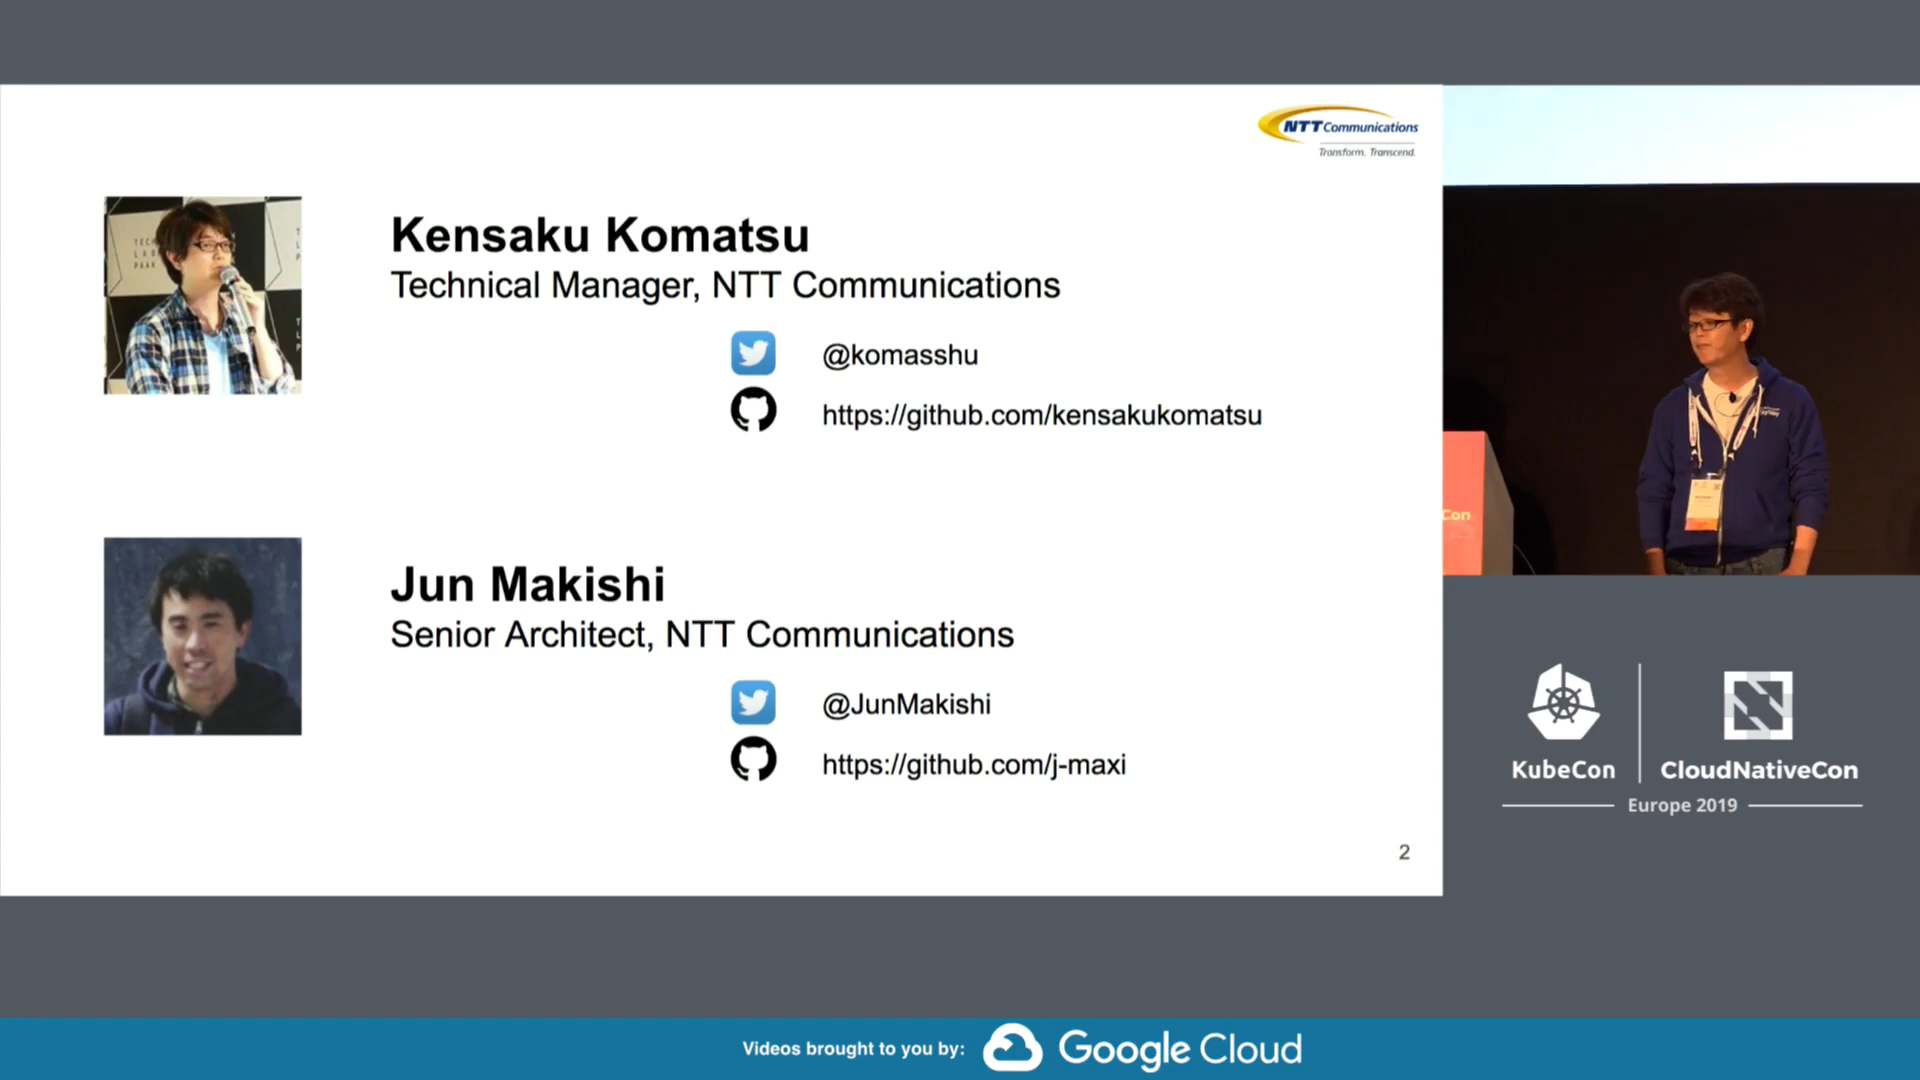 NTT Communications
Transform. Transcend.
Kensaku Komatsu
Technical Manager, NTT Communications
@komasshu
https://github.com/kensakukomatsu
Jun Makishi
Senior Architect, NTT Communications
@JunMakishi
https://github.com/j-maxi
2
Con
KubeCon
CloudNativeCon
Europe 2019
Videos brought to you by:
Google Cloud